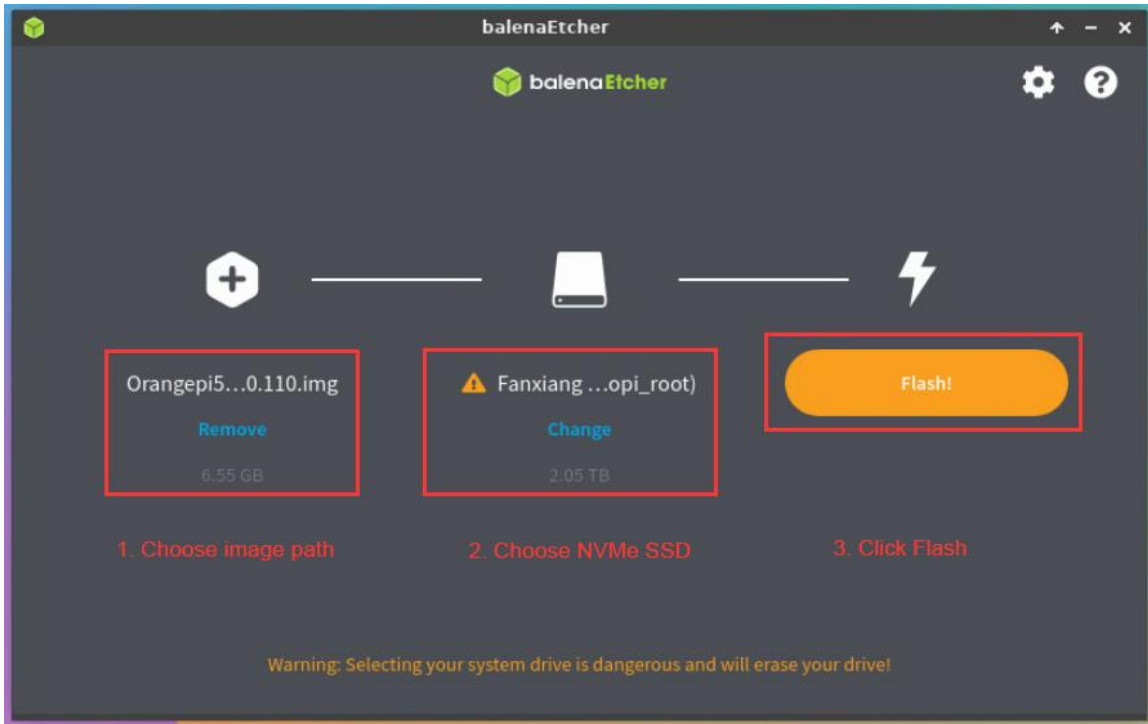 balenaEtcher
balenaEtcher
Orangepi5...0.110.img
Remove
6.55 GB
1. Choose image path
Fanxiang ...opi_root)
Change
2.05 TB
2. Choose NVMe SSD
Flash!
3. Click Flash
Warning: Selecting your system drive is dangerous and will erase your drive!